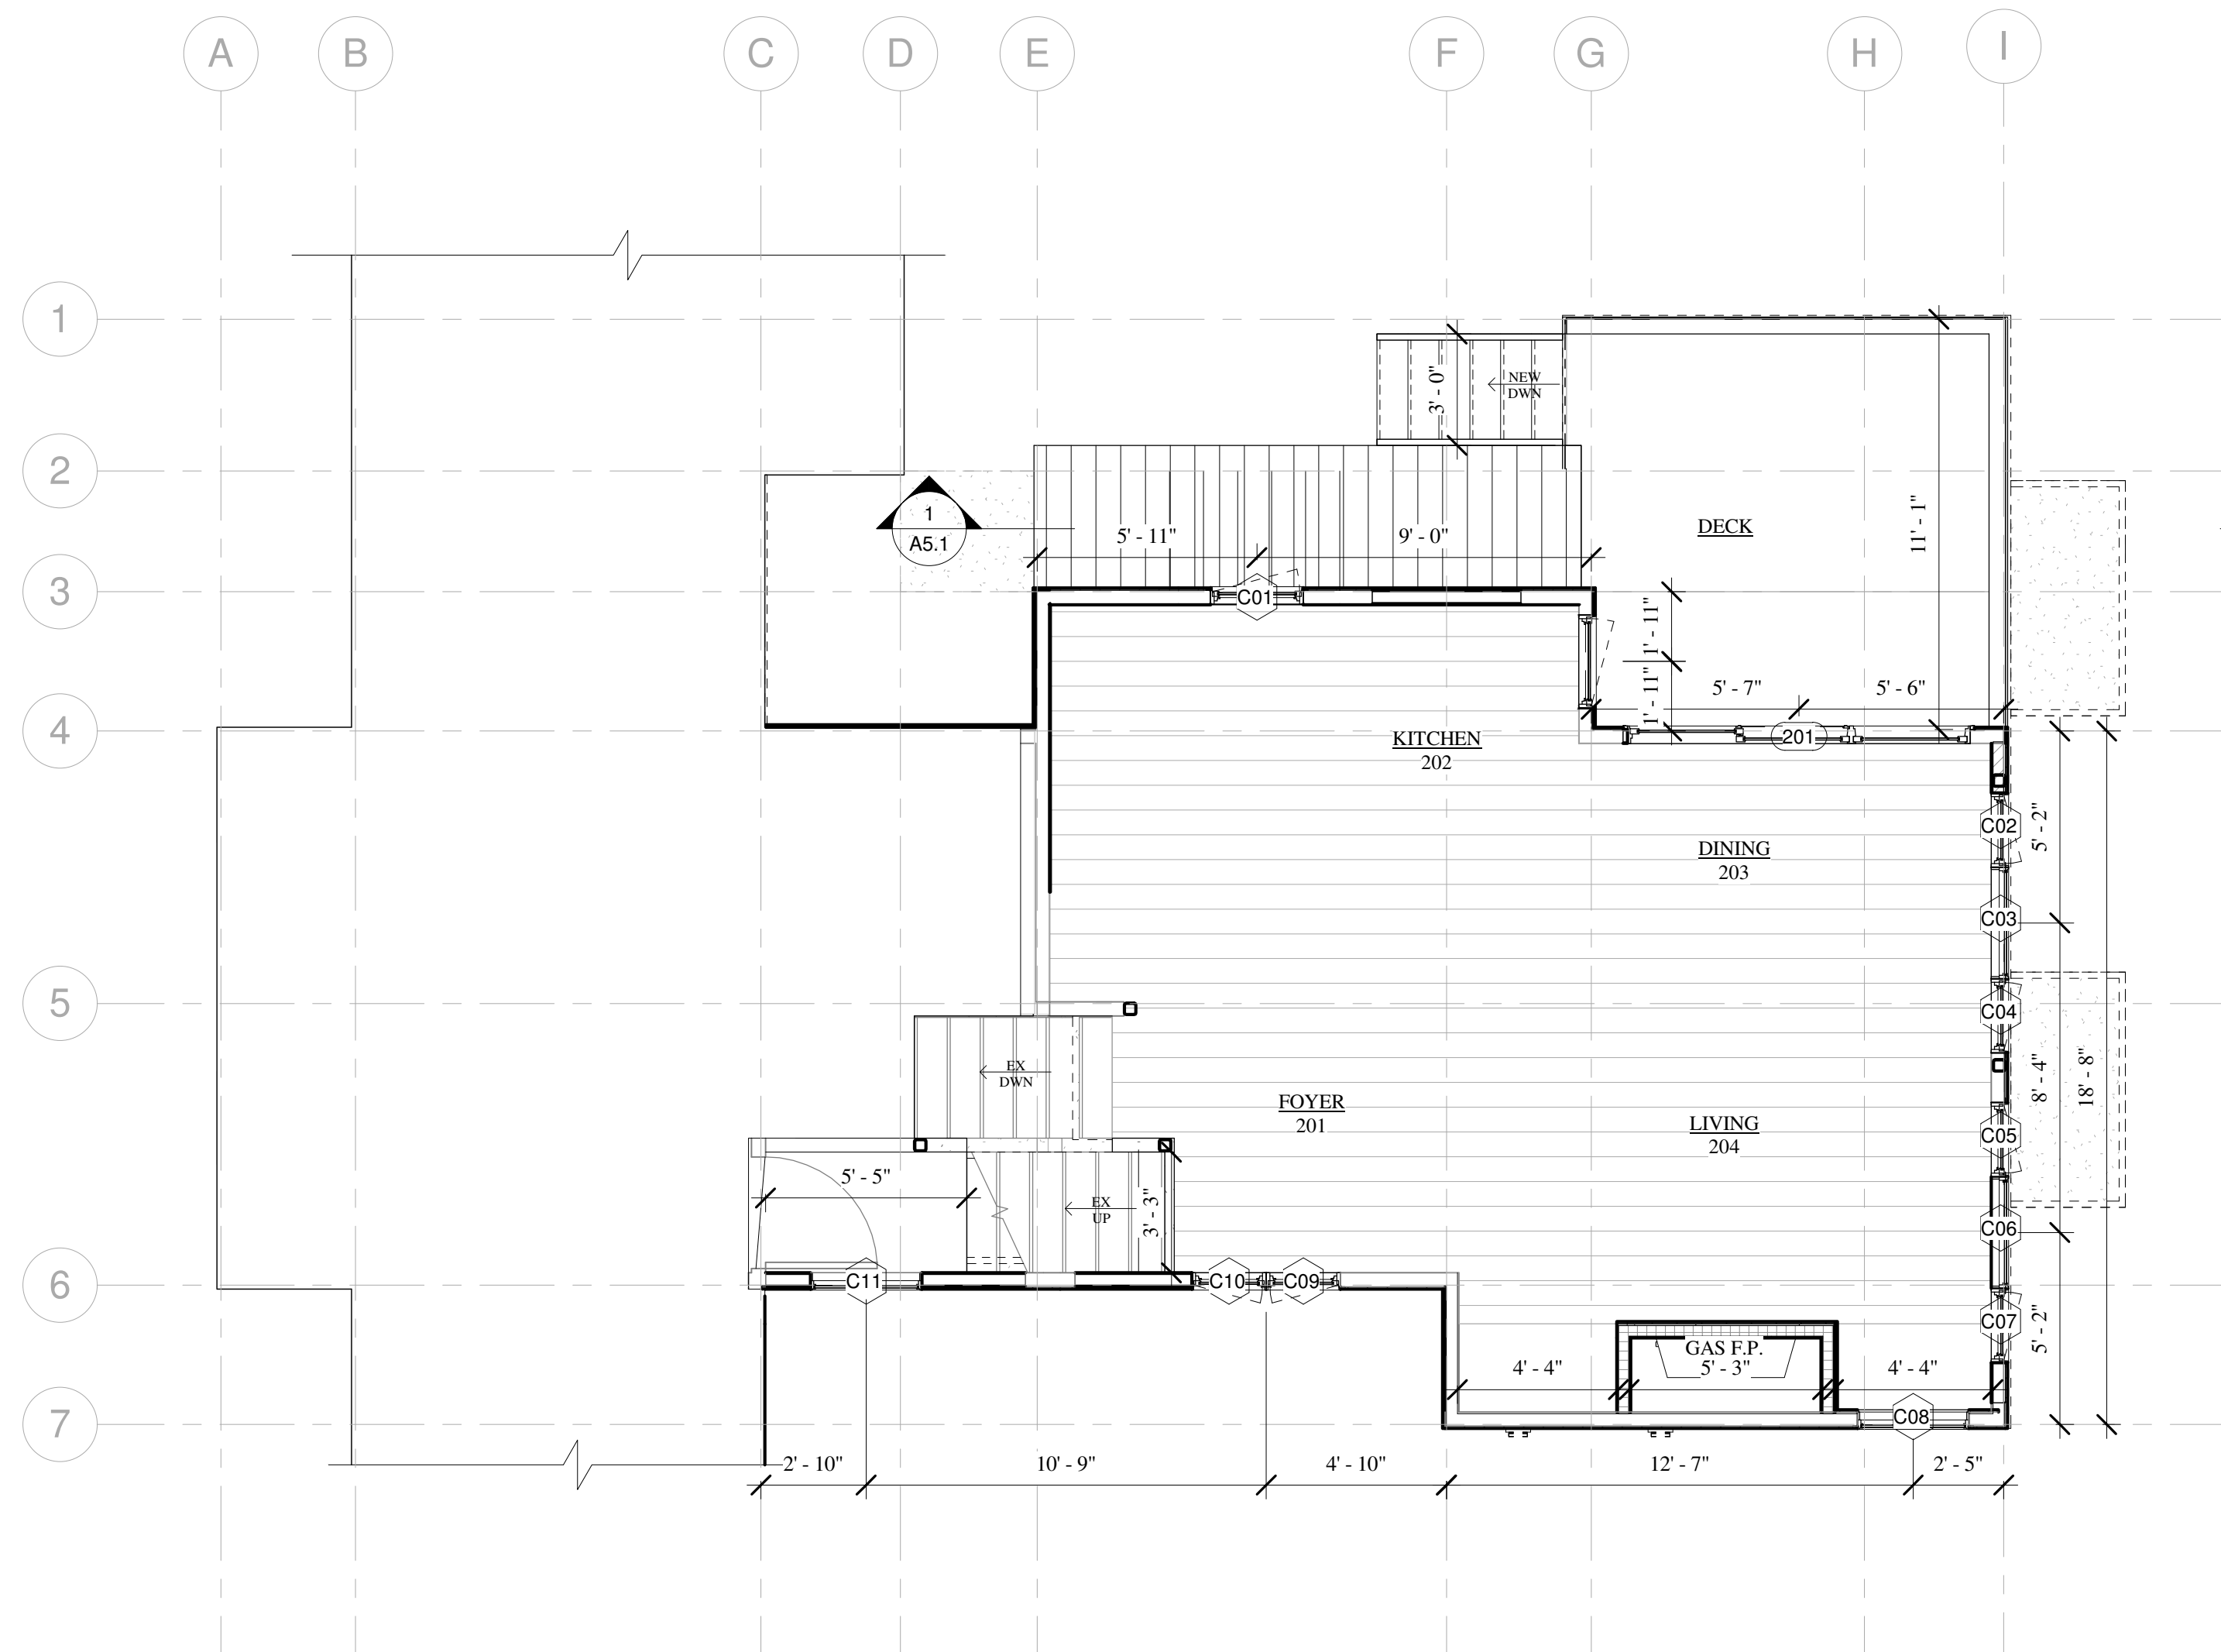 A B C D E F G H I
1
NEW
3' - 0"
DWN
2
1
A5.1
5' - 11"
9' - 0"
DECK
11' - 1"
3
C01
1' - 11"
1' - 11"
5' - 7"
5' - 6"
4
201
KITCHEN
202
C02
5' - 2"
DINING
203
C03
5
C04
EX
DWN
8' - 4"
18' - 8"
FOYER
201
LIVING
204
C05
5' - 5"
EX
UP
3' - 3"
C06
6
C11
C10
C09
C07
5' - 2"
GAS F.P.
4' - 4"
5' - 3"
4' - 4"
7
C08
2' - 10"
10' - 9"
4' - 10"
12' - 7"
2' - 5"